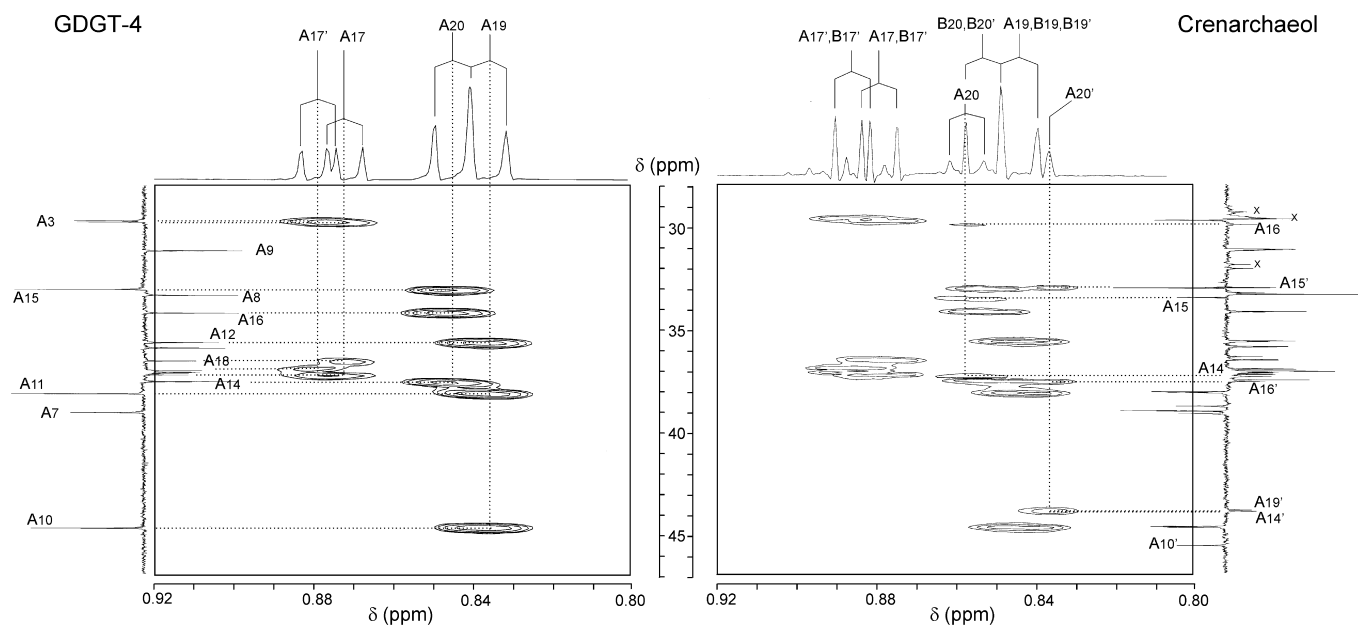 GDGT-4
Crenarchaeol
A17'
A17
A20
A19
A17',B17'
A17,B17'
B20,B20'
A19,B19,B19'
A20
A20'
δ (ppm)
δ (ppm)
A3
A9
A15
A8
A16
A12
A18
A11
A14
A7
A10
30
35
40
45
δ (ppm)
x
x
A16
x
A15'
A15
A14
A16'
A19'
A14'
A10'
0.92
0.88
0.84
0.80
δ (ppm)
0.92
0.88
0.84
0.80
δ (ppm)